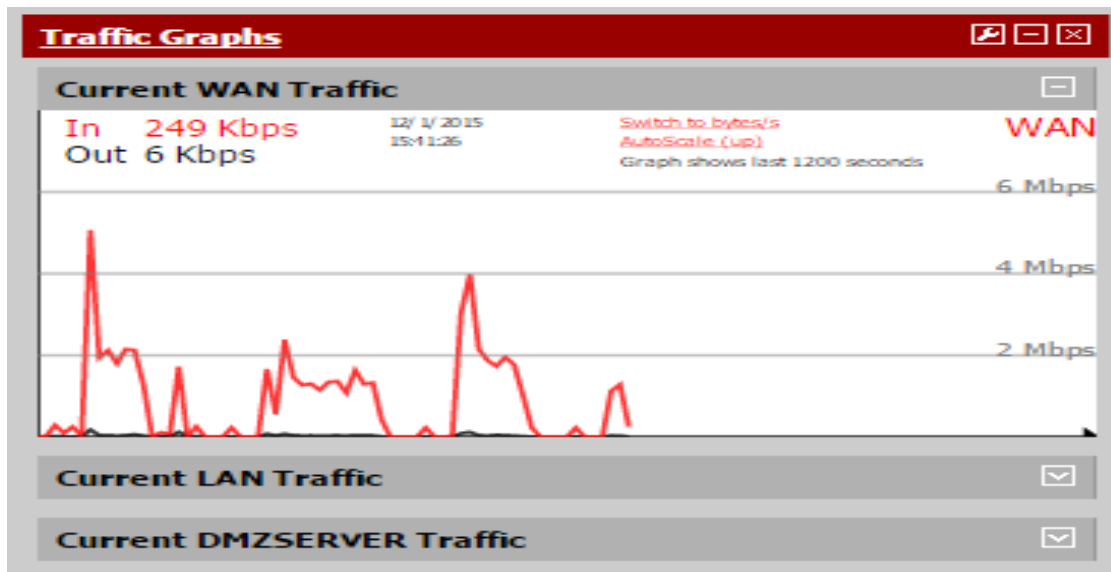 Traffic Graphs
Current WAN Traffic
In 249 Kbps
Out 6 Kbps
12/ 1/ 2015
15:41:26
Switch to bytes/s
AutoScale (up)
Graph shows last 1200 seconds
WAN
6 Mbps
4 Mbps
2 Mbps
Current LAN Traffic
Current DMZSERVER Traffic